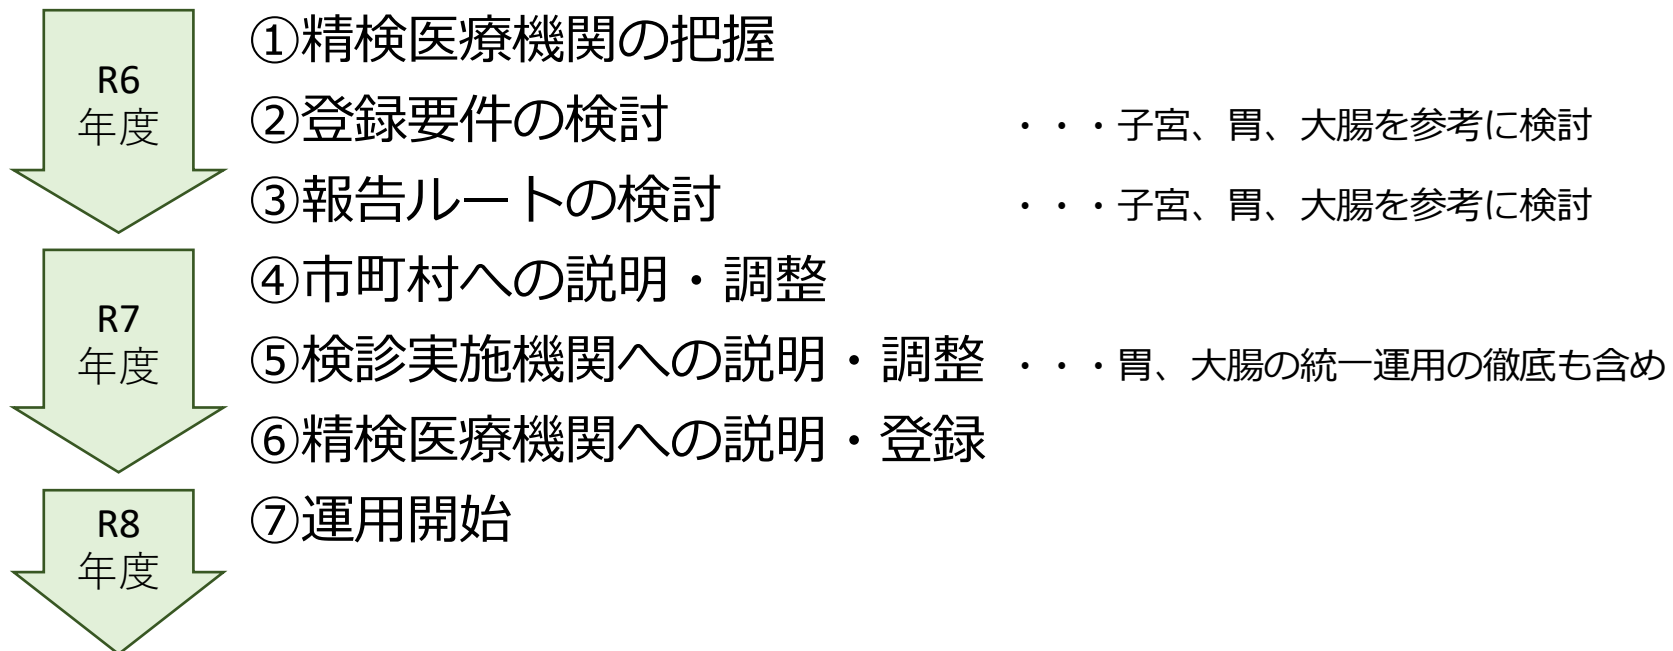 R6
年度
①精検医療機関の把握
②登録要件の検討 ・・・子宮、胃、大腸を参考に検討
③報告ルートの検討 ・・・子宮、胃、大腸を参考に検討
R7
年度
④市町村への説明・調整
⑤検診実施機関への説明・調整 ・・・胃、大腸の統一運用の徹底も含め
⑥精検医療機関への説明・登録
R8
年度
⑦運用開始